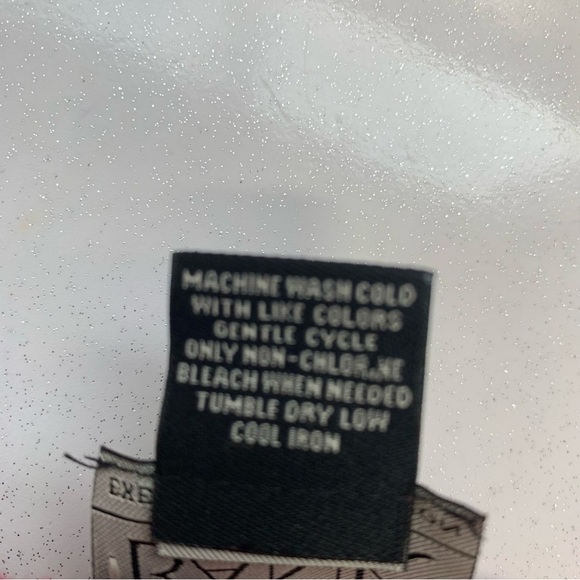 MACHINE WASH COLD
WITH LIKE COLORS
GENTLE CYCLE
ONLY NON-CHLORINE
BLEACH WHEN NEEDED
TUMBLE DRY LOW
COOL IRON